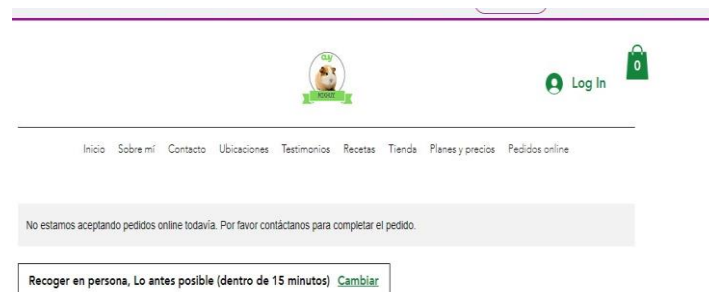 Cuy
0
Log In
Inicio Sobre mí Contacto Ubicaciones Testimonios Recetas Tienda Planes y precios Pedidos online
No estamos aceptando pedidos online todavía. Por favor contáctanos para completar el pedido.
Recoger en persona, Lo antes posible (dentro de 15 minutos) Cambiar